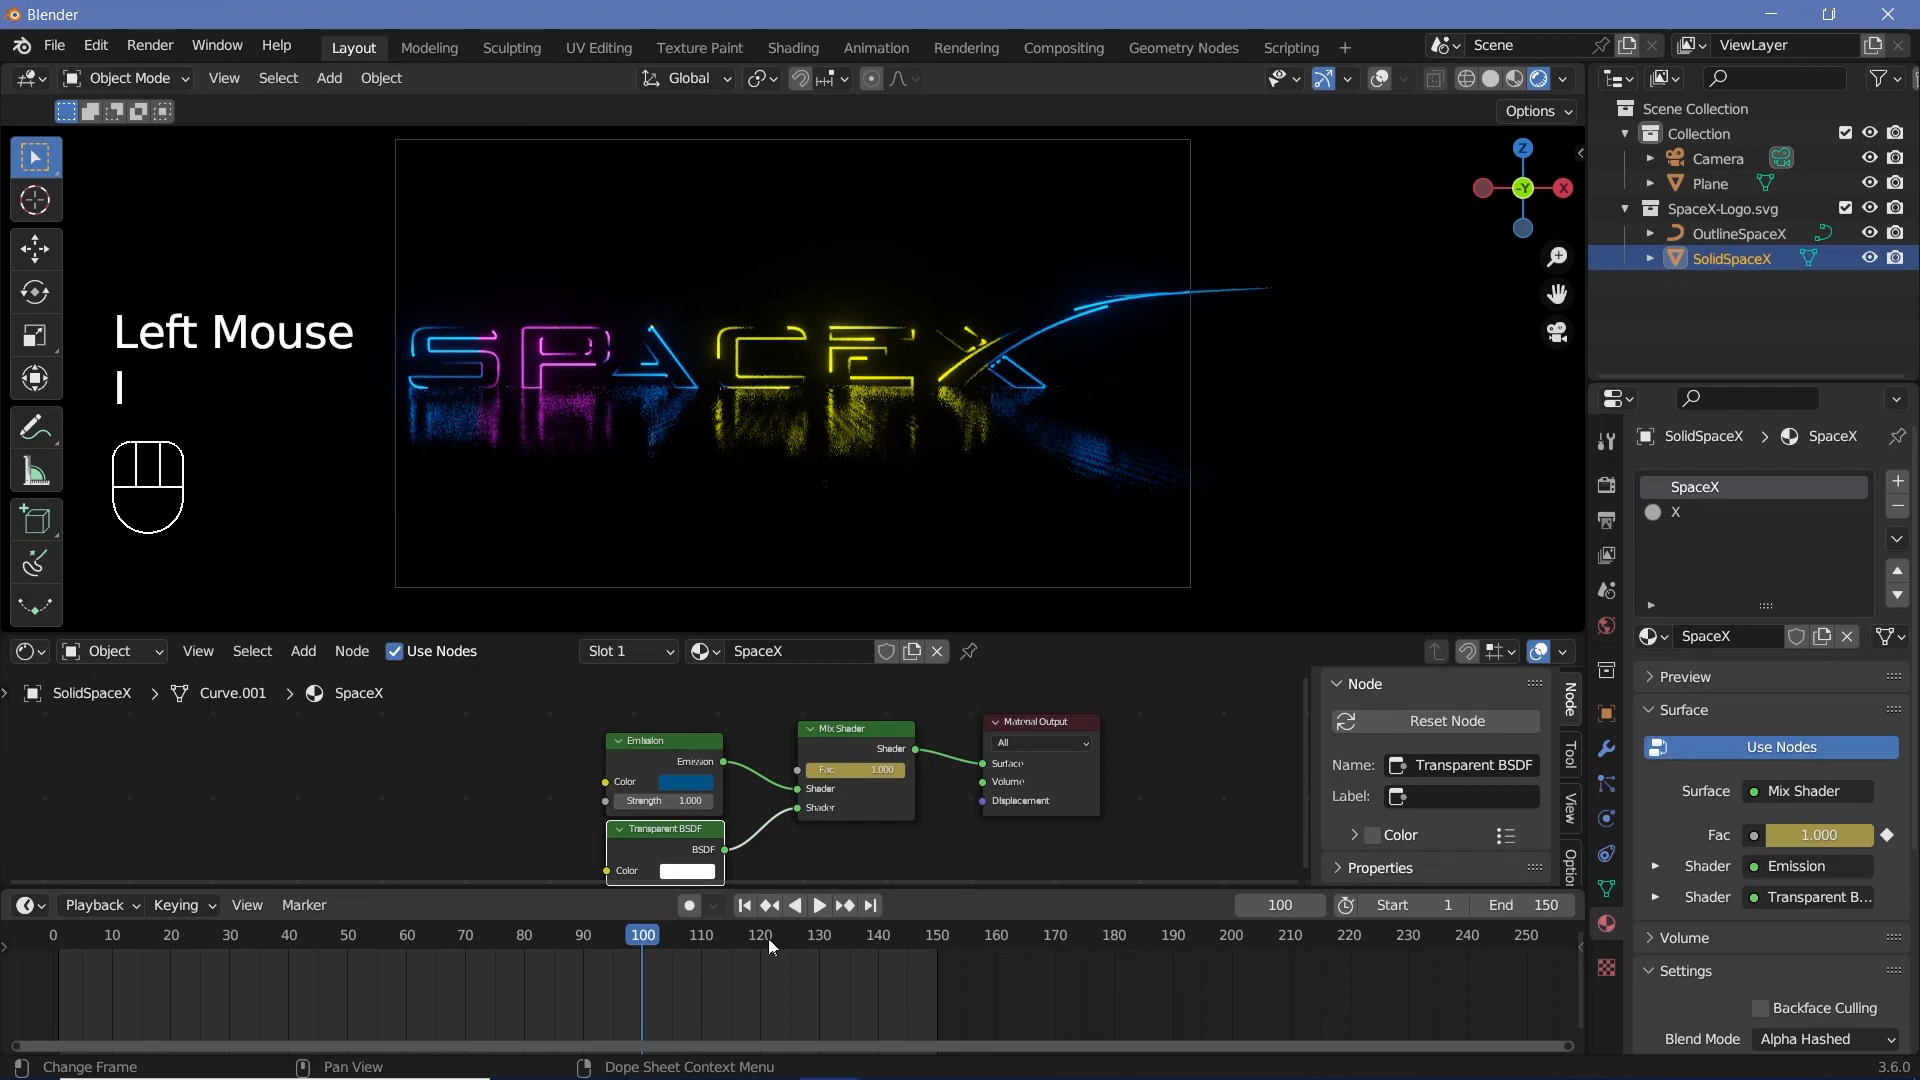 Blender
File Edit Render Window Help Layout Modeling Sculpting UV Editing Texture Paint Shading Animation Rendering Compositing Geometry Nodes Scripting + Scene ViewLayer
Object Mode View Select Add Object Global
Options
Scene Collection
Collection
Camera
Plane
SpaceX-Logo.svg
OutlineSpaceX
SolidSpaceX
Z
-Y X
Left Mouse
I
SPACEX
SolidSpaceX > SpaceX
SpaceX
X
SpaceX
Preview
Surface
Use Nodes
Surface Mix Shader
Fac 1.000
Shader Emission
Shader Transparent B...
Volume
Settings
Backface Culling
Blend Mode Alpha Hashed
Object View Select Add Node Use Nodes Slot 1 SpaceX
SolidSpaceX > Curve.001 > SpaceX
Emission
Emission
Color
Strength 1.000
Transparent BSDF
BSDF
Color
Mix Shader
Shader
Fac 1.000
Shader
Shader
Material Output
All
Surface
Volume
Displacement
Node
Reset Node
Name: Transparent BSDF
Label:
Color
Properties
Node
Tool
View
Playback Keying View Marker 100 Start 1 End 150
0 10 20 30 40 50 60 70 80 90 100 110 120 130 140 150 160 170 180 190 200 210 220 230 240 250
Change Frame Pan View Dope Sheet Context Menu 3.6.0